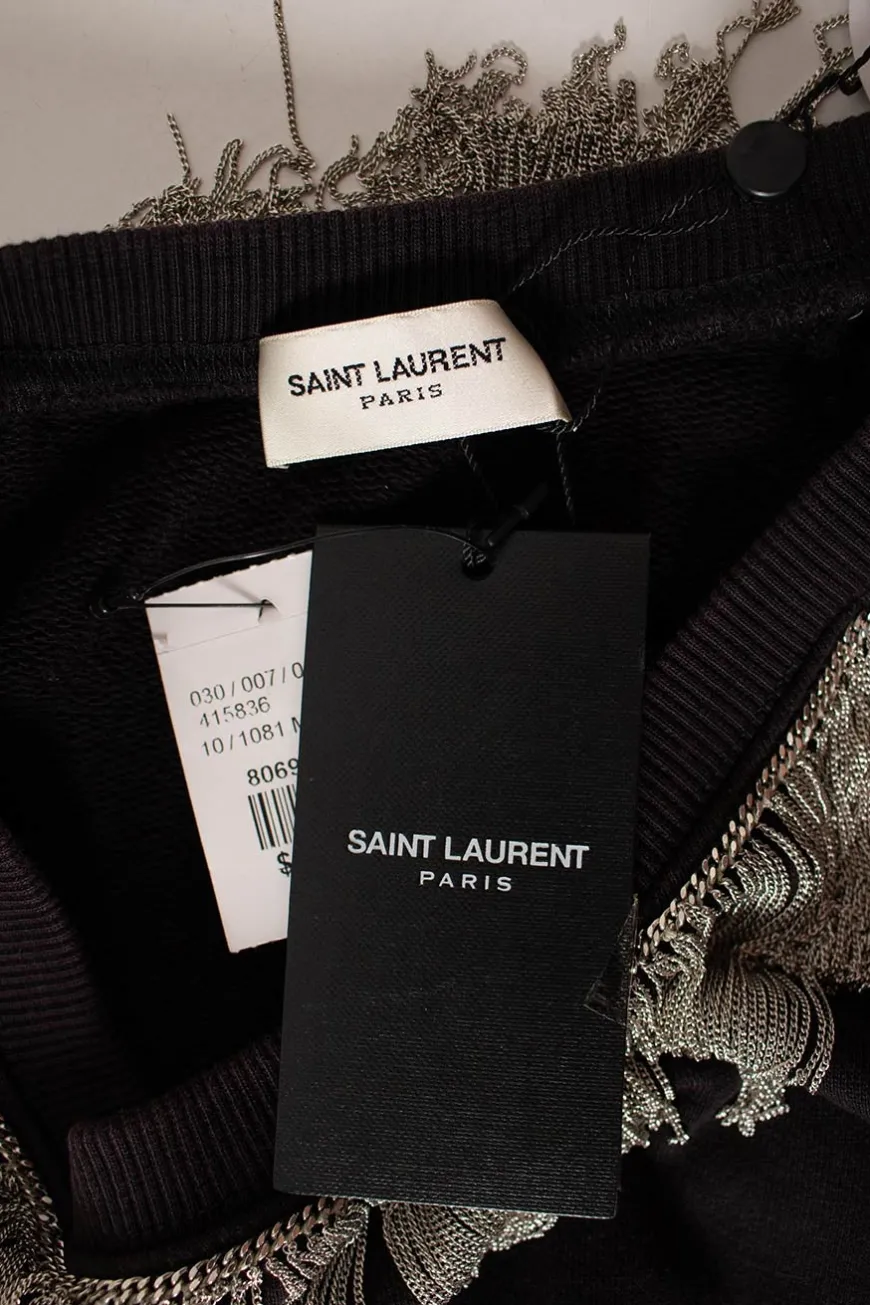 SAINT LAURENT
PARIS
030 / 007 / 0
415836
10 / 1081 M
8069
$
SAINT LAURENT
PARIS